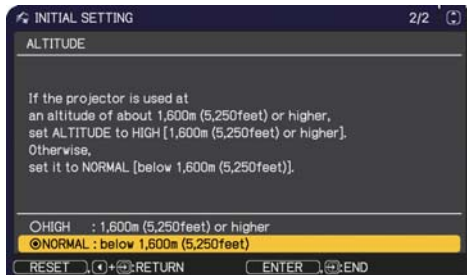 INITIAL SETTING 2/2
ALTITUDE
If the projector is used at
an altitude of about 1,600m (5,250feet) or higher,
set ALTITUDE to HIGH [1,600m (5,250feet) or higher].
Otherwise,
set it to NORMAL [below 1,600m (5,250feet)].
HIGH : 1,600m (5,250feet) or higher
NORMAL : below 1,600m (5,250feet)
RESET , + :RETURN ENTER , :END